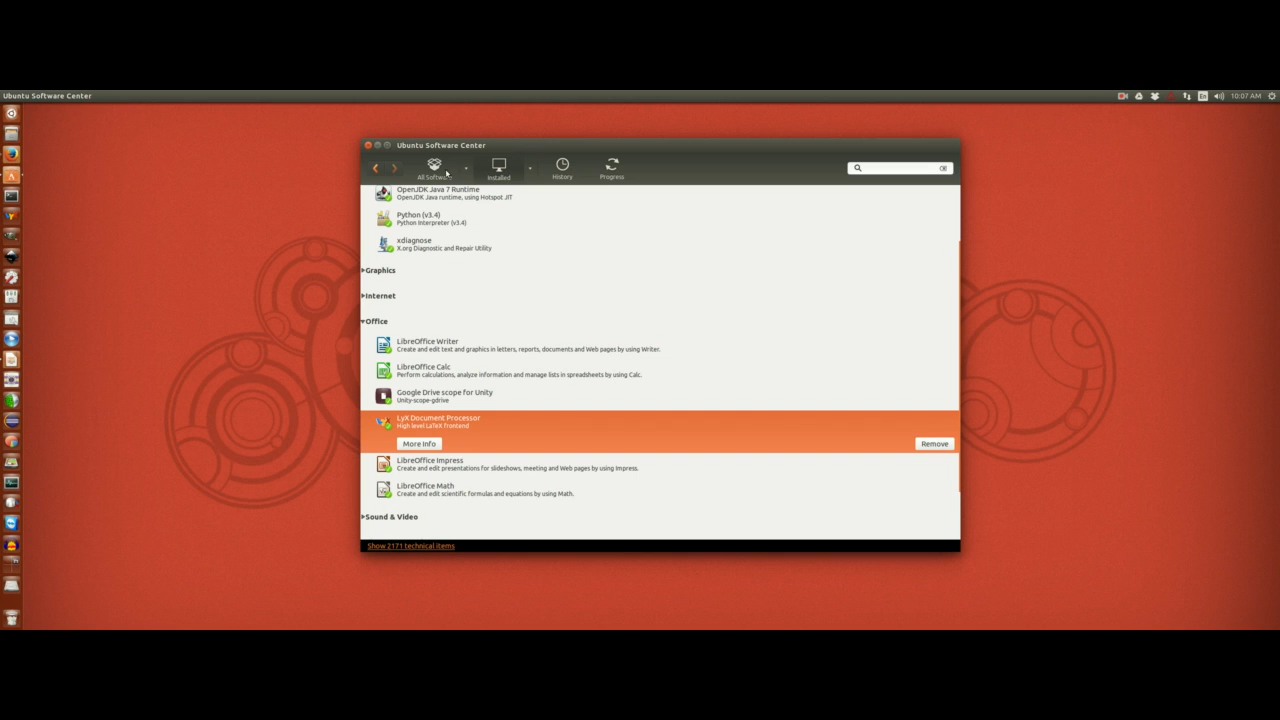 Ubuntu Software Center
En
10:07 AM
Ubuntu Software Center
All Software
Installed
History
Progress
OpenJDK Java 7 Runtime
OpenJDK Java runtime, using Hotspot JIT
Python (v3.4)
Python Interpreter (v3.4)
xdiagnose
X.org Diagnostic and Repair Utility
Graphics
Internet
Office
LibreOffice Writer
Create and edit text and graphics in letters, reports, documents and Web pages by using Writer.
LibreOffice Calc
Perform calculations, analyze information and manage lists in spreadsheets by using Calc.
Google Drive scope for Unity
Unity-scope-gdrive
LyX Document Processor
High level LaTeX frontend
More Info
Remove
LibreOffice Impress
Create and edit presentations for slideshows, meeting and Web pages by using Impress.
LibreOffice Math
Create and edit scientific formulas and equations by using Math.
Sound & Video
Show 2171 technical items